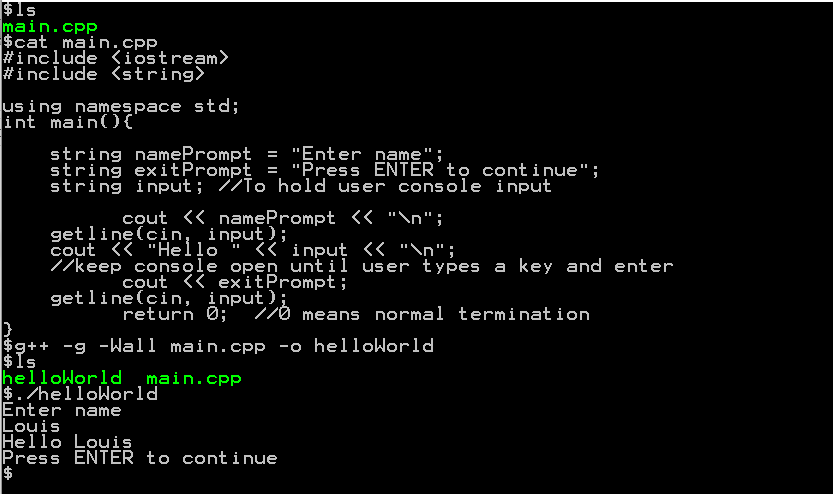 $ls
main.cpp
$cat main.cpp
#include <iostream>
#include <string>

using namespace std;
int main(){

    string namePrompt = "Enter name";
    string exitPrompt = "Press ENTER to continue";
    string input; //To hold user console input

          cout << namePrompt << "\n";
    getline(cin, input);
    cout << "Hello " << input << "\n";
    //keep console open until user types a key and enter
          cout << exitPrompt;
    getline(cin, input);
          return 0;  //0 means normal termination
}
$g++ -g -Wall main.cpp -o helloWorld
$ls
helloWorld  main.cpp
$./helloWorld
Enter name
Louis
Hello Louis
Press ENTER to continue
$